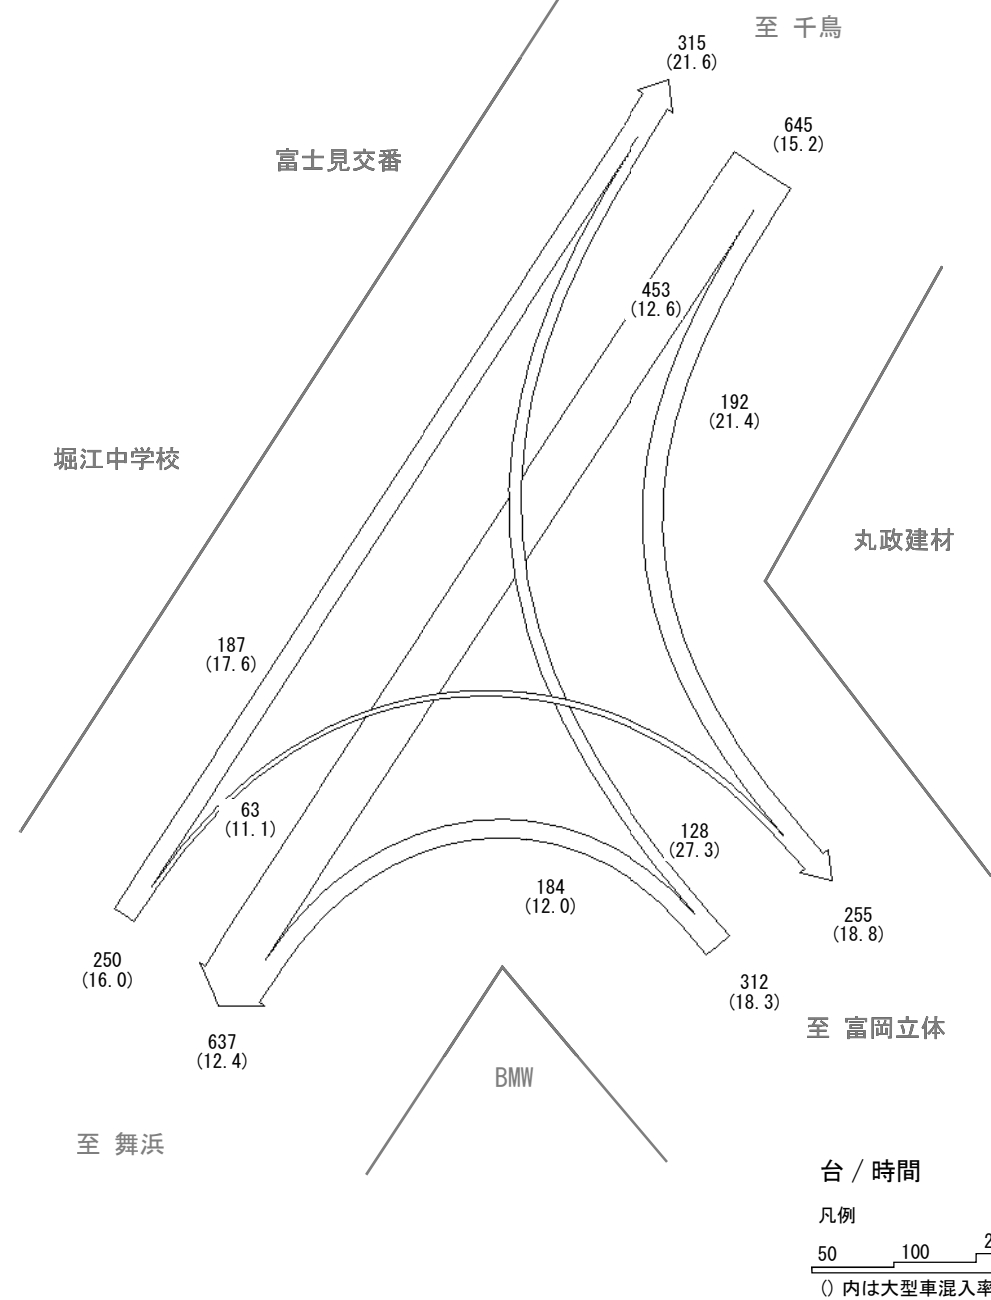 至 千鳥
315
(21.6)
645
(15.2)
富士見交番
453
(12.6)
192
(21.4)
堀江中学校
丸政建材
187
(17.6)
63
(11.1)
128
(27.3)
184
(12.0)
255
(18.8)
250
(16.0)
312
(18.3)
至 富岡立体
637
(12.4)
BMW
至 舞浜
台/時間
凡例
50 100 2
() 内は大型車混入率